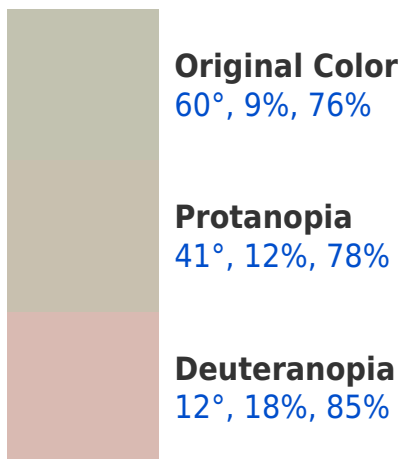 Original Color
60°, 9%, 76%
Protanopia
41°, 12%, 78%
Deuteranopia
12°, 18%, 85%